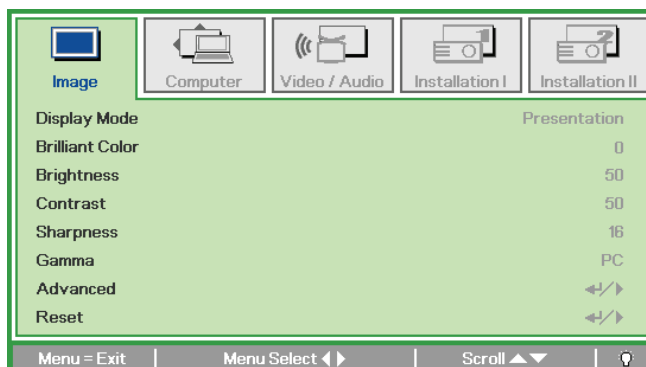 Image Computer Video / Audio Installation I Installation II
Display Mode Presentation
Brilliant Color 0
Brightness 50
Contrast 50
Sharpness 16
Gamma PC
Advanced ↵/▶
Reset ↵/▶
Menu = Exit Menu Select ◀▶ Scroll ▲▼